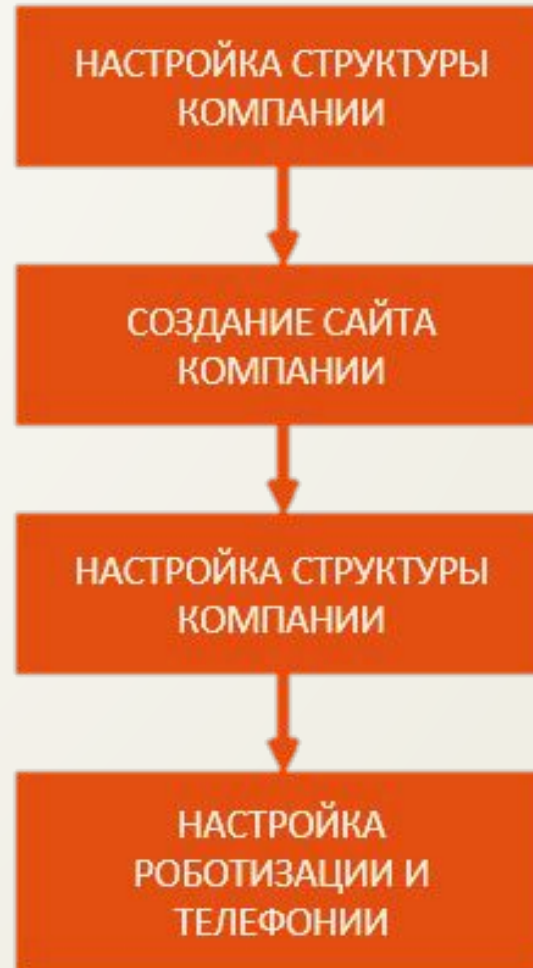 НАСТРОЙКА СТРУКТУРЫ
КОМПАНИИ
СОЗДАНИЕ САЙТА
КОМПАНИИ
НАСТРОЙКА СТРУКТУРЫ
КОМПАНИИ
НАСТРОЙКА
РОБОТИЗАЦИИ И
ТЕЛЕФОНИИ